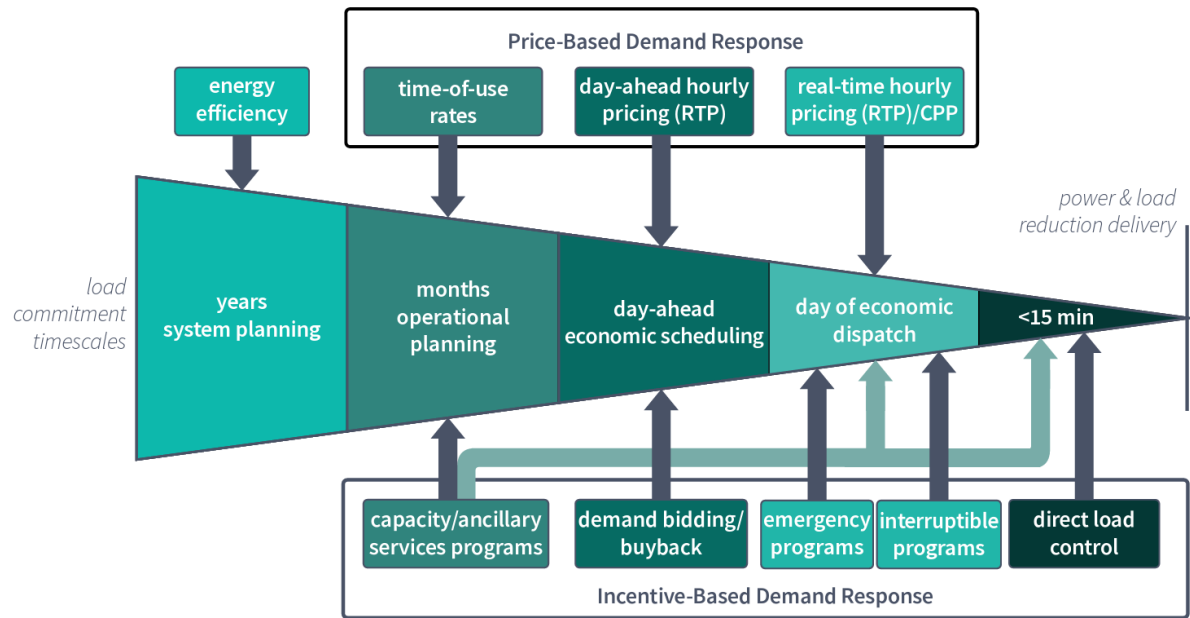 Price-Based Demand Response
energy
efficiency
time-of-use
rates
day-ahead hourly
pricing (RTP)
real-time hourly
pricing (RTP)/CPP
power & load
reduction delivery
load
commitment
timescales
years
system planning
months
operational
planning
day-ahead
economic scheduling
day of economic
dispatch
<15 min
capacity/ancillary
services programs
demand bidding/
buyback
emergency
programs
interruptible
programs
direct load
control
Incentive-Based Demand Response